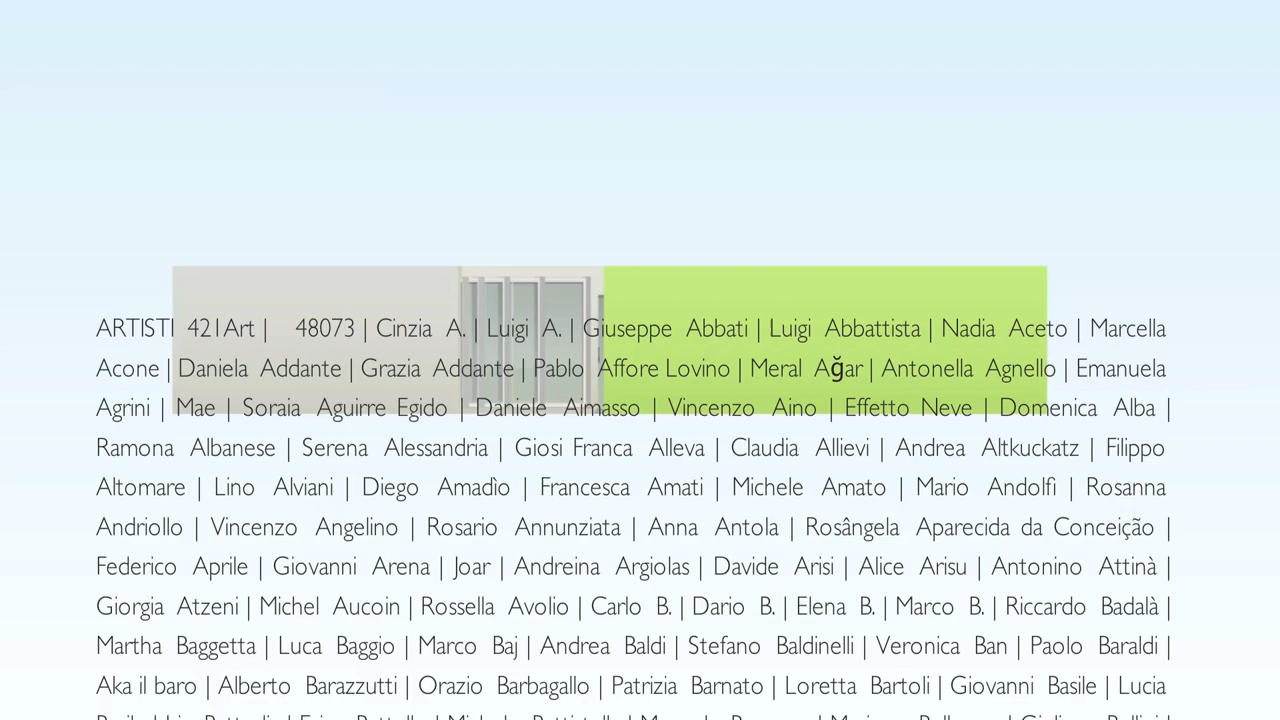 ARTISTI 421Art | 48073 | Cinzia A. | Luigi A. | Giuseppe Abbati | Luigi Abbattista | Nadia Aceto | Marcella
Acone | Daniela Addante | Grazia Addante | Pablo Affore Lovino | Meral Ağar | Antonella Agnello | Emanuela
Agrini | Mae | Soraia Aguirre Egido | Daniele Aimasso | Vincenzo Aino | Effetto Neve | Domenica Alba |
Ramona Albanese | Serena Alessandria | Giosi Franca Alleva | Claudia Allievi | Andrea Altkuckatz | Filippo
Altomare | Lino Alviani | Diego Amadìo | Francesca Amati | Michele Amato | Mario Andolfi | Rosanna
Andriollo | Vincenzo Angelino | Rosario Annunziata | Anna Antola | Rosângela Aparecida da Conceição |
Federico Aprile | Giovanni Arena | Joar | Andreina Argiolas | Davide Arisi | Alice Arisu | Antonino Attinà |
Giorgia Atzeni | Michel Aucoin | Rossella Avolio | Carlo B. | Dario B. | Elena B. | Marco B. | Riccardo Badalà |
Martha Baggetta | Luca Baggio | Marco Baj | Andrea Baldi | Stefano Baldinelli | Veronica Ban | Paolo Baraldi |
Aka il baro | Alberto Barazzutti | Orazio Barbagallo | Patrizia Barnato | Loretta Bartoli | Giovanni Basile | Lucia